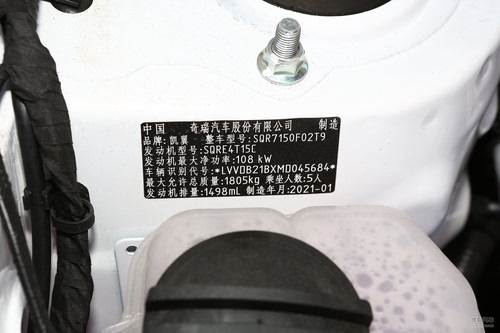 中国 奇瑞汽车股份有限公司 制造
品牌: 凯翼 整车型号: SQR7150F02T9
发动机型号: SQRE4T15C
发动机最大净功率: 108 kW
车辆识别代号: *LVVDB21BXMD045684*
最大允许总质量: 1805kg 乘坐人数: 5人
发动机排量: 1498mL 制造年月: 2021-01